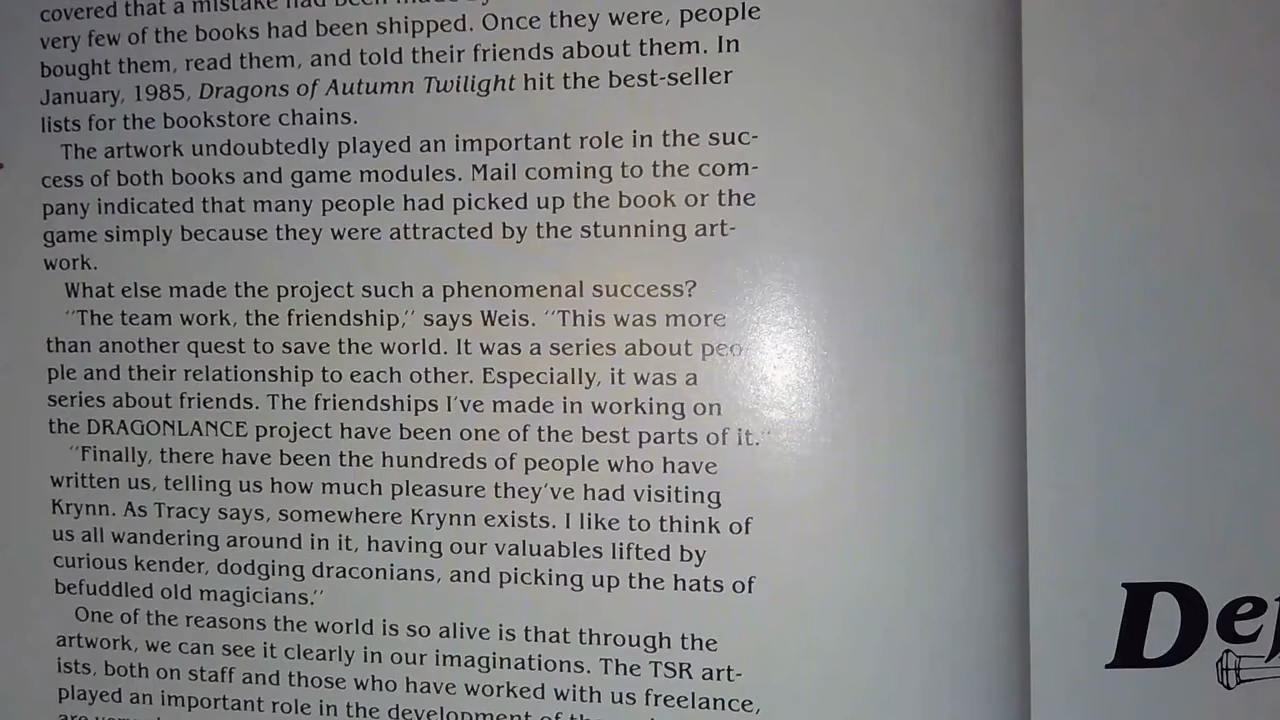 covered that a mistake had been made
very few of the books had been shipped. Once they were, people
bought them, read them, and told their friends about them. In
January, 1985, Dragons of Autumn Twilight hit the best-seller
lists for the bookstore chains.
The artwork undoubtedly played an important role in the suc-
cess of both books and game modules. Mail coming to the com-
pany indicated that many people had picked up the book or the
game simply because they were attracted by the stunning art-
work.
What else made the project such a phenomenal success?
"The team work, the friendship," says Weis. "This was more
than another quest to save the world. It was a series about peo-
ple and their relationship to each other. Especially, it was a
series about friends. The friendships I've made in working on
the DRAGONLANCE project have been one of the best parts of it."
"Finally, there have been the hundreds of people who have
written us, telling us how much pleasure they've had visiting
Krynn. As Tracy says, somewhere Krynn exists. I like to think of
us all wandering around in it, having our valuables lifted by
curious kender, dodging draconians, and picking up the hats of
befuddled old magicians."
One of the reasons the world is so alive is that through the
artwork, we can see it clearly in our imaginations. The TSR art-
ists, both on staff and those who have worked with us freelance,
played an important role in the development of
De